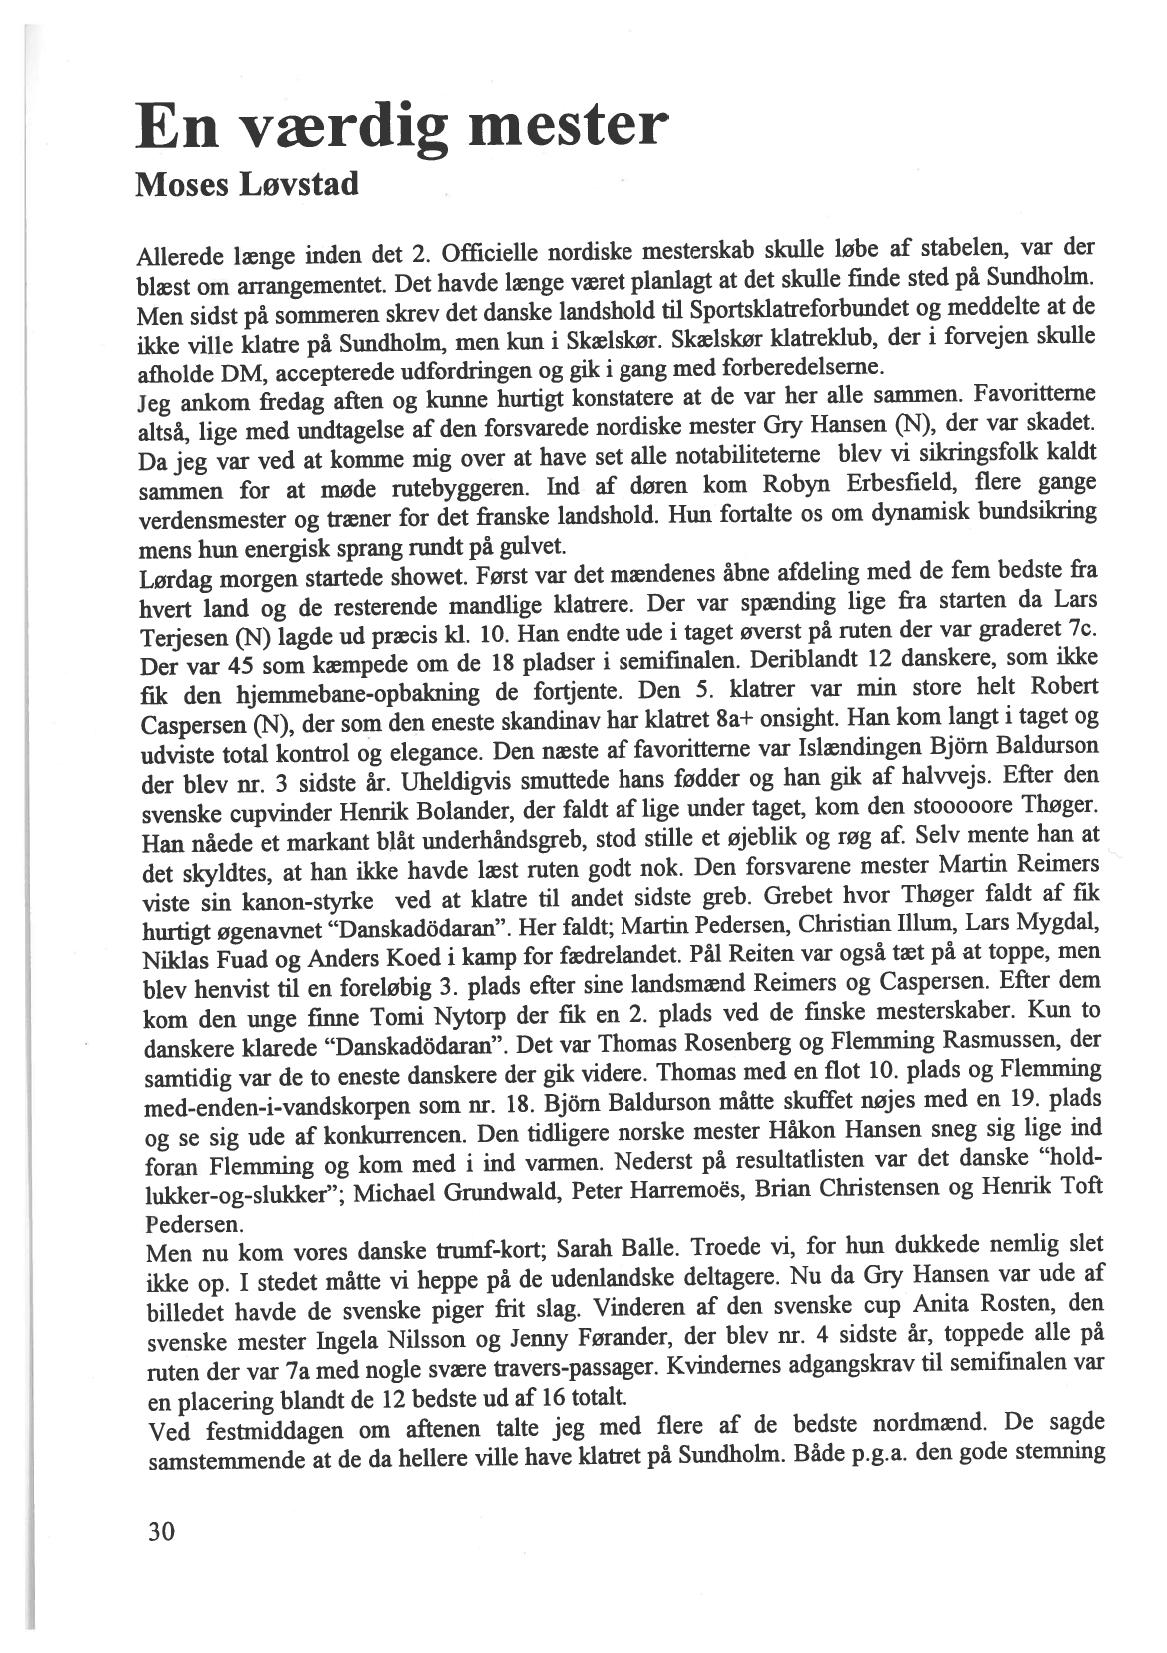 En værdig mester
Moses Løvstad
Allerede længe inden det 2. Officielle nordiske mesterskab skulle løbe af stabelen, var der
blæst om arrangementet. Det havde længe været planlagt at det skulle finde sted på Sundholm.
Men sidst på sommeren skrev det danske landshold til Sportsklatreforbundet og meddelte at de
ikke ville klatre på Sundholm, men kun i Skælskør. Skælskør klatreklub, der i forvejen skulle
afholde DM, accepterede udfordringen og gik i gang med forberedelserne.
Jeg ankom fredag aften og kunne hurtigt konstatere at de var her alle sammen. Favoritterne
altså, lige med undtagelse af den forsvarede nordiske mester Gry Hansen (N), der var skadet.
Da jeg var ved at komme mig over at have set alle notabiliteterne blev vi sikringsfolk kaldt
sammen for at møde rutebyggeren. Ind af døren kom Robyn Erbesfield, flere gange
verdensmester og træner for det franske landshold. Hun fortalte os om dynamisk bundsikring
mens hun energisk sprang rundt på gulvet.
Lørdag morgen startede showet. Først var det mændenes åbne afdeling med de fem bedste fra
hvert land og de resterende mandlige klatrere. Der var spænding lige fra starten da Lars
Terjesen (N) lagde ud præcis kl. 10. Han endte ude i taget øverst på ruten der var graderet 7c.
Der var 45 som kæmpede om de 18 pladser i semifinalen. Deriblandt 12 danskere, som ikke
fik den hjemmebane-opbakning de fortjente. Den 5. klatrer var min store helt Robert
Caspersen (N), der som den eneste skandinav har klatret 8a+ onsight. Han kom langt i taget og
udviste total kontrol og elegance. Den næste af favoritterne var Islændingen Björn Baldurson
der blev nr. 3 sidste år. Uheldigvis smuttede hans fødder og han gik af halvvejs. Efter den
svenske cupvinder Henrik Bolander, der faldt af lige under taget, kom den stooooore Thøger.
Han nåede et markant blåt underhåndsgreb, stod stille et øjeblik og røg af. Selv mente han at
det skyldtes, at han ikke havde læst ruten godt nok. Den forsvarene mester Martin Reimers
viste sin kanon-styrke ved at klatre til andet sidste greb. Grebet hvor Thøger faldt af fik
hurtigt øgenavnet “Danskadödaran”. Her faldt; Martin Pedersen, Christian Illum, Lars Mygdal,
Niklas Fuad og Anders Koed i kamp for fædrelandet. Pål Reiten var også tæt på at toppe, men
blev henvist til en foreløbig 3. plads efter sine landsmænd Reimers og Caspersen. Efter dem
kom den unge finne Tomi Nytorp der fik en 2. plads ved de finske mesterskaber. Kun to
danskere klarede “Danskadödaran”. Det var Thomas Rosenberg og Flemming Rasmussen, der
samtidig var de to eneste danskere der gik videre. Thomas med en flot 10. plads og Flemming
med-enden-i-vandskorpen som nr. 18. Björn Baldurson måtte skuffet nøjes med en 19. plads
og se sig ude af konkurrencen. Den tidligere norske mester Håkon Hansen sneg sig lige ind
foran Flemming og kom med i ind varmen. Nederst på resultatlisten var det danske “hold-
lukker-og-slukker”; Michael Grundwald, Peter Harremoës, Brian Christensen og Henrik Toft
Pedersen.
Men nu kom vores danske trumf-kort; Sarah Balle. Troede vi, for hun dukkede nemlig slet
ikke op. I stedet måtte vi heppe på de udenlandske deltagere. Nu da Gry Hansen var ude af
billedet havde de svenske piger frit slag. Vinderen af den svenske cup Anita Rosten, den
svenske mester Ingela Nilsson og Jenny Førander, der blev nr. 4 sidste år, toppede alle på
ruten der var 7a med nogle svære travers-passager. Kvindernes adgangskrav til semifinalen var
en placering blandt de 12 bedste ud af 16 totalt.
Ved festmiddagen om aftenen talte jeg med flere af de bedste nordmænd. De sagde
samstemmende at de da hellere ville have klatret på Sundholm. Både p.g.a. den gode stemning
30